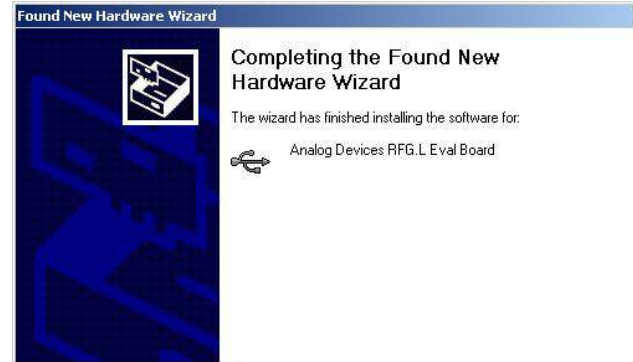 Found New Hardware Wizard
Completing the Found New
Hardware Wizard
The wizard has finished installing the software for:
Analog Devices RFG.L Eval Board